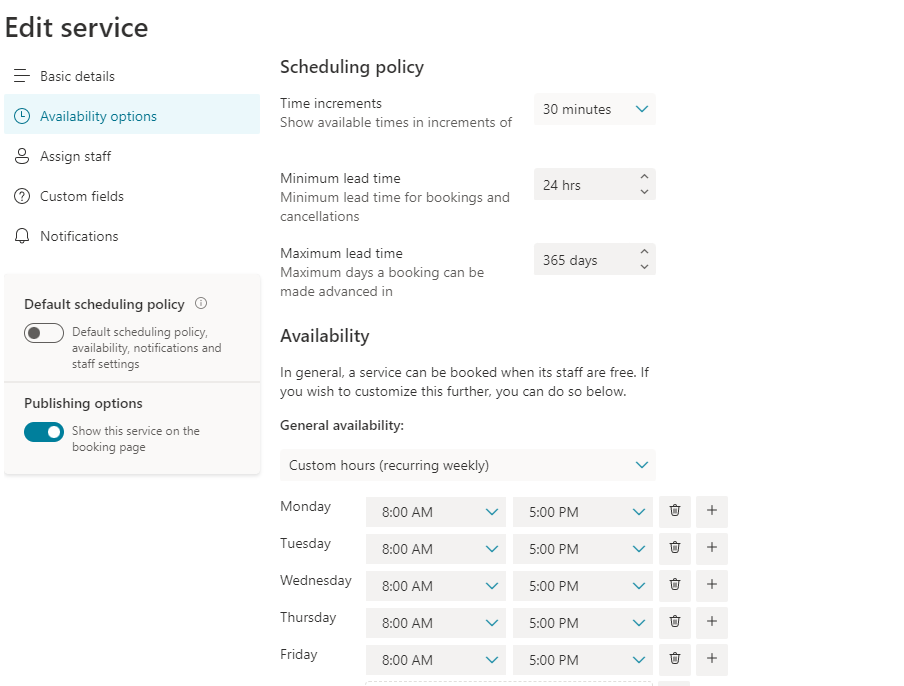 Edit service
Basic details
Availability options
Assign staff
Custom fields
Notifications
Default scheduling policy
Default scheduling policy,
availability, notifications and
staff settings
Publishing options
Show this service on the
booking page
Scheduling policy
Time increments
Show available times in increments of
30 minutes
Minimum lead time
Minimum lead time for bookings and
cancellations
24 hrs
Maximum lead time
Maximum days a booking can be
made advanced in
365 days
Availability
In general, a service can be booked when its staff are free. If
you wish to customize this further, you can do so below.
General availability:
Custom hours (recurring weekly)
Monday 8:00 AM 5:00 PM
Tuesday 8:00 AM 5:00 PM
Wednesday 8:00 AM 5:00 PM
Thursday 8:00 AM 5:00 PM
Friday 8:00 AM 5:00 PM